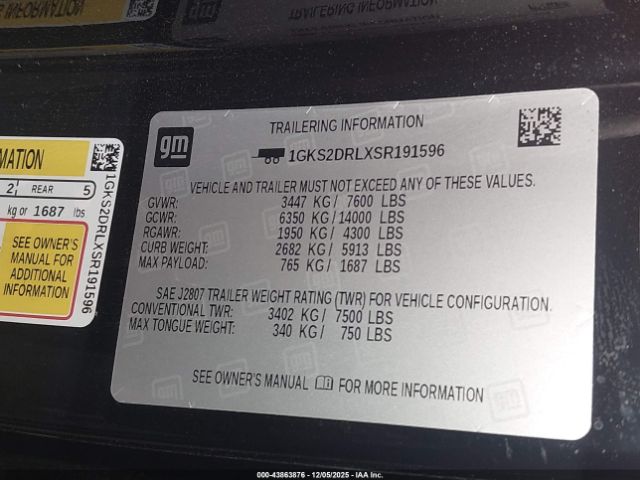 TRAILERING INFORMATION
gm
TRAILERING INFORMATION
1GKS2DRLXSR191596
VEHICLE AND TRAILER MUST NOT EXCEED ANY OF THESE VALUES.
GVWR: 3447 KG/ 7600 LBS
GCWR: 6350 KG/14000 LBS
RGAWR: 1950 KG/ 4300 LBS
CURB WEIGHT: 2682 KG/ 5913 LBS
MAX PAYLOAD: 765 KG/ 1687 LBS
SAE J2807 TRAILER WEIGHT RATING (TWR) FOR VEHICLE CONFIGURATION.
CONVENTIONAL TWR: 3402 KG/ 7500 LBS
MAX TONGUE WEIGHT: 340 KG/ 750 LBS
SEE OWNER'S MANUAL FOR MORE INFORMATION
MATION
2 REAR 5
kg or 1687 lbs
SEE OWNER'S
MANUAL FOR
ADDITIONAL
INFORMATION
1GKS2DRLXSR191596
000-43863876 • 12/05/2025 • IAA Inc.